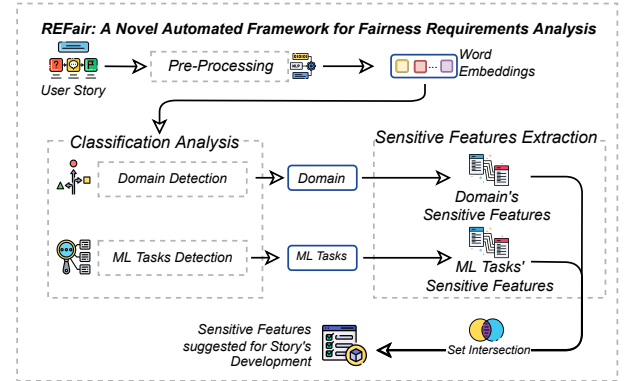 REFair: A Novel Automated Framework for Fairness Requirements Analysis
User Story
Pre-Processing
NLP
Word
Embeddings
Classification Analysis
Sensitive Features Extraction
Domain Detection
Domain
Domain's
Sensitive Features
ML Tasks Detection
ML Tasks
ML Tasks'
Sensitive Features
Sensitive Features
suggested for Story's
Development
Set Intersection